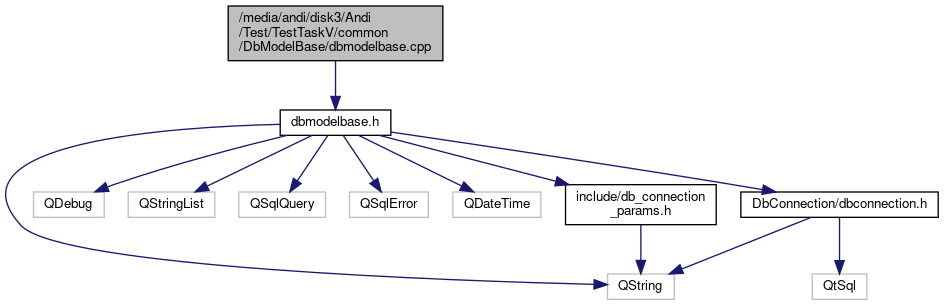 /media/andi/disk3/Andi
/Test/TestTaskV/common
/DbModelBase/dbmodelbase.cpp
dbmodelbase.h
QDebug
QStringList
QSqlQuery
QSqlError
QDateTime
include/db_connection
_params.h
DbConnection/dbconnection.h
QString
QtSql